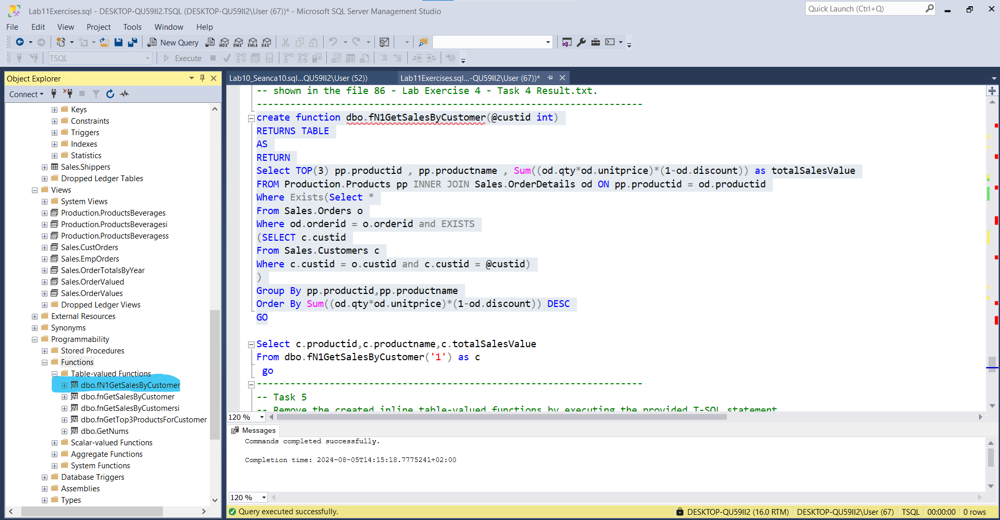 Lab11Exercises.sql - DESKTOP-QU59II2.TSQL (DESKTOP-QU59II2\User (67))* - Microsoft SQL Server Management Studio
Quick Launch (Ctrl+Q)
File Edit View Project Tools Window Help
New Query
MDX DMX XMLA DAX
TSQL
Execute
Object Explorer
Connect
Keys
Constraints
Triggers
Indexes
Statistics
Sales.Shippers
Dropped Ledger Tables
Views
System Views
Production.ProductsBeverages
Production.ProductsBeveragesi
Production.ProductsBeveragess
Sales.CustOrders
Sales.EmpOrders
Sales.OrderTotalsByYear
Sales.OrderValued
Sales.OrderValues
Dropped Ledger Views
External Resources
Synonyms
Programmability
Stored Procedures
Functions
Table-valued Functions
dbo.fN1GetSalesByCustomer
dbo.fnGetSalesByCustomer
dbo.fnGetSalesByCustomersi
dbo.fnGetTop3ProductsForCustomer
dbo.GetNums
Scalar-valued Functions
Aggregate Functions
System Functions
Database Triggers
Assemblies
Types
Lab10_Seanca10.sql...QU59II2\User (52))
Lab11Exercises.sql...-QU59II2\User (67))*
-- shown in the file 86 - Lab Exercise 4 - Task 4 Result.txt.
---------------------------------------------------------------------
create function dbo.fN1GetSalesByCustomer(@custid int)
RETURNS TABLE
AS
RETURN
Select TOP(3) pp.productid , pp.productname , Sum((od.qty*od.unitprice)*(1-od.discount)) as totalSalesValue
FROM Production.Products pp INNER JOIN Sales.OrderDetails od ON pp.productid = od.productid
Where Exists(Select *
From Sales.Orders o
Where od.orderid = o.orderid and EXISTS
(SELECT c.custid
From Sales.Customers c
Where c.custid = o.custid and c.custid = @custid)
)
Group By pp.productid,pp.productname
Order By Sum((od.qty*od.unitprice)*(1-od.discount)) DESC
GO
Select c.productid,c.productname,c.totalSalesValue
From dbo.fN1GetSalesByCustomer('1') as c
go
---------------------------------------------------------------------
-- Task 5
-- Remove the created inline table-valued functions by executing the provided T-SQL statement
120 %
Messages
Commands completed successfully.
Completion time: 2024-08-05T14:15:18.7775241+02:00
120 %
Query executed successfully.
DESKTOP-QU59II2 (16.0 RTM) DESKTOP-QU59II2\User (67) TSQL 00:00:00 0 rows